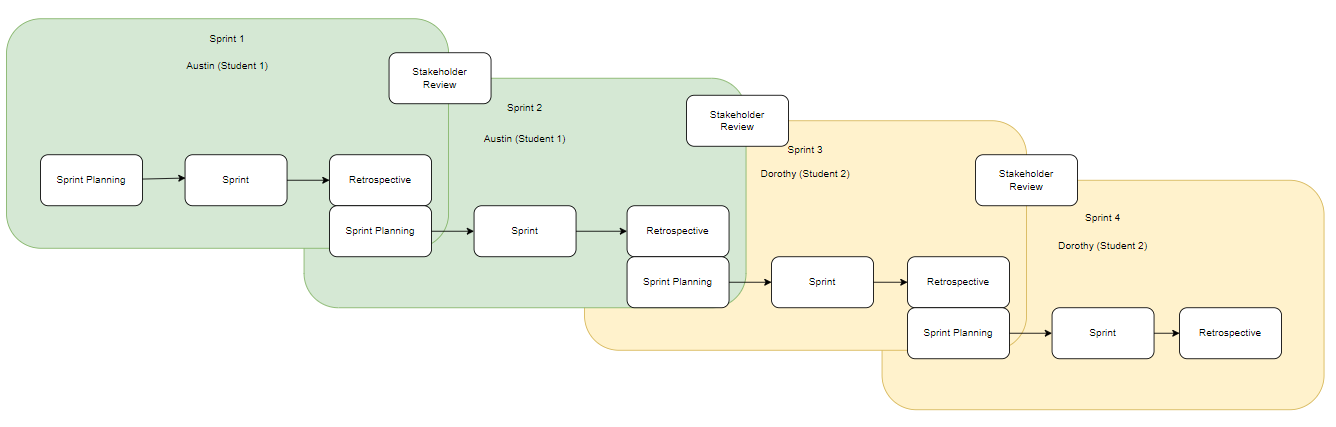 Sprint 1
Austin (Student 1)
Stakeholder
Review
Sprint Planning
Sprint
Retrospective
Sprint 2
Austin (Student 1)
Stakeholder
Review
Sprint Planning
Sprint
Retrospective
Sprint 3
Dorothy (Student 2)
Stakeholder
Review
Sprint Planning
Sprint
Retrospective
Sprint 4
Dorothy (Student 2)
Sprint Planning
Sprint
Retrospective